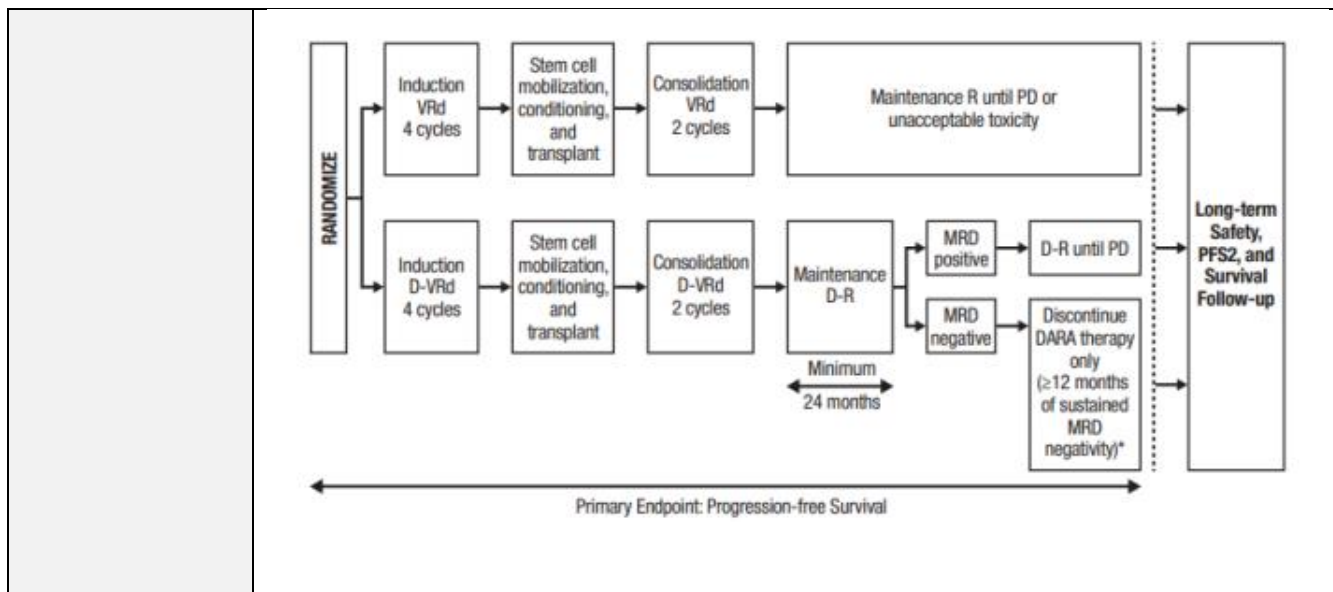 RANDOMIZE
Induction
VRd
4 cycles
Stem cell
mobilization,
conditioning,
and
transplant
Consolidation
VRd
2 cycles
Maintenance R until PD or
unacceptable toxicity
Induction
D-VRd
4 cycles
Stem cell
mobilization,
conditioning,
and
transplant
Consolidation
D-VRd
2 cycles
Maintenance
D-R
Minimum
24 months
MRD
positive
D-R until PD
MRD
negative
Discontinue
DARA therapy
only
(≥12 months
of sustained
MRD
negativity)*
Long-term
Safety,
PFS2, and
Survival
Follow-up
Primary Endpoint: Progression-free Survival